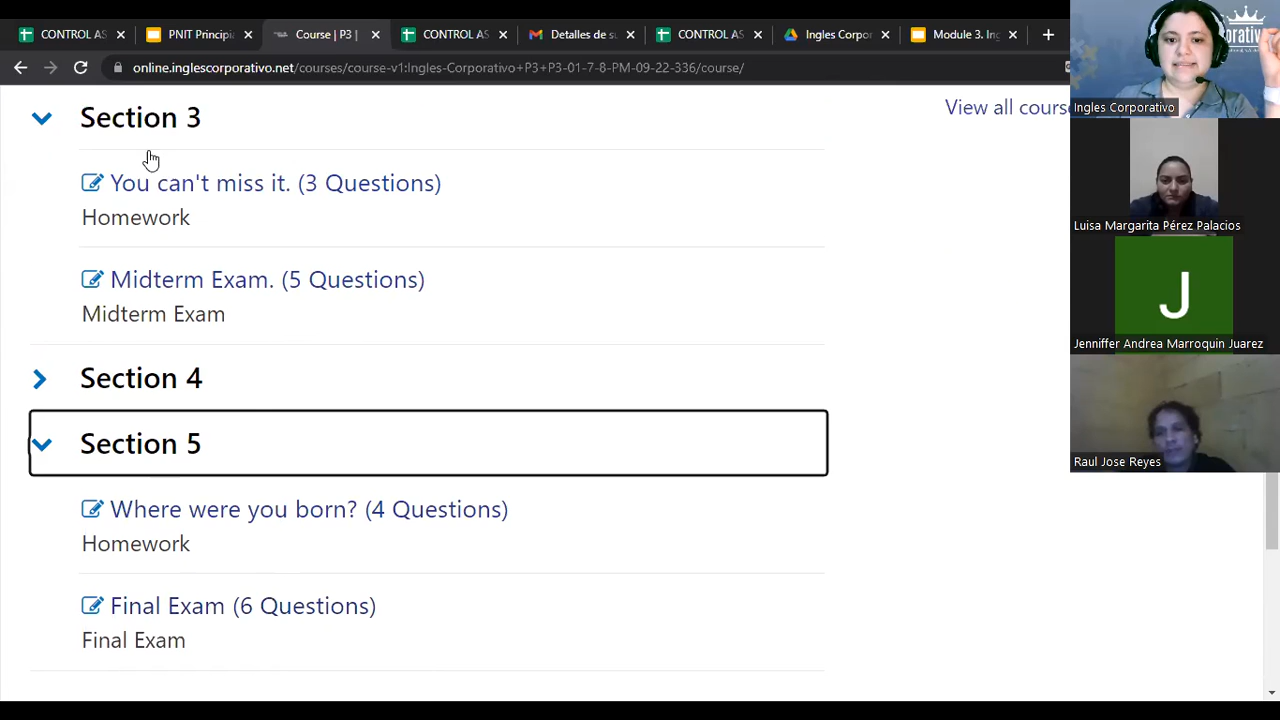 CONTROL AS
PNIT Principi
Course | P3 |
CONTROL AS
Detalles de su
CONTROL AS
Ingles Corpor
Module 3. In
online.inglescorporativo.net/courses/course-v1:Ingles-Corporativo+P3+P3-01-7-8-PM-09-22-336/course/
Section 3
View all cours
You can't miss it. (3 Questions)
Homework
Midterm Exam. (5 Questions)
Midterm Exam
Section 4
Section 5
Where were you born? (4 Questions)
Homework
Final Exam (6 Questions)
Final Exam
Ingles Corporativo
Luisa Margarita Pérez Palacios
J
Jenniffer Andrea Marroquin Juarez
Raul Jose Reyes